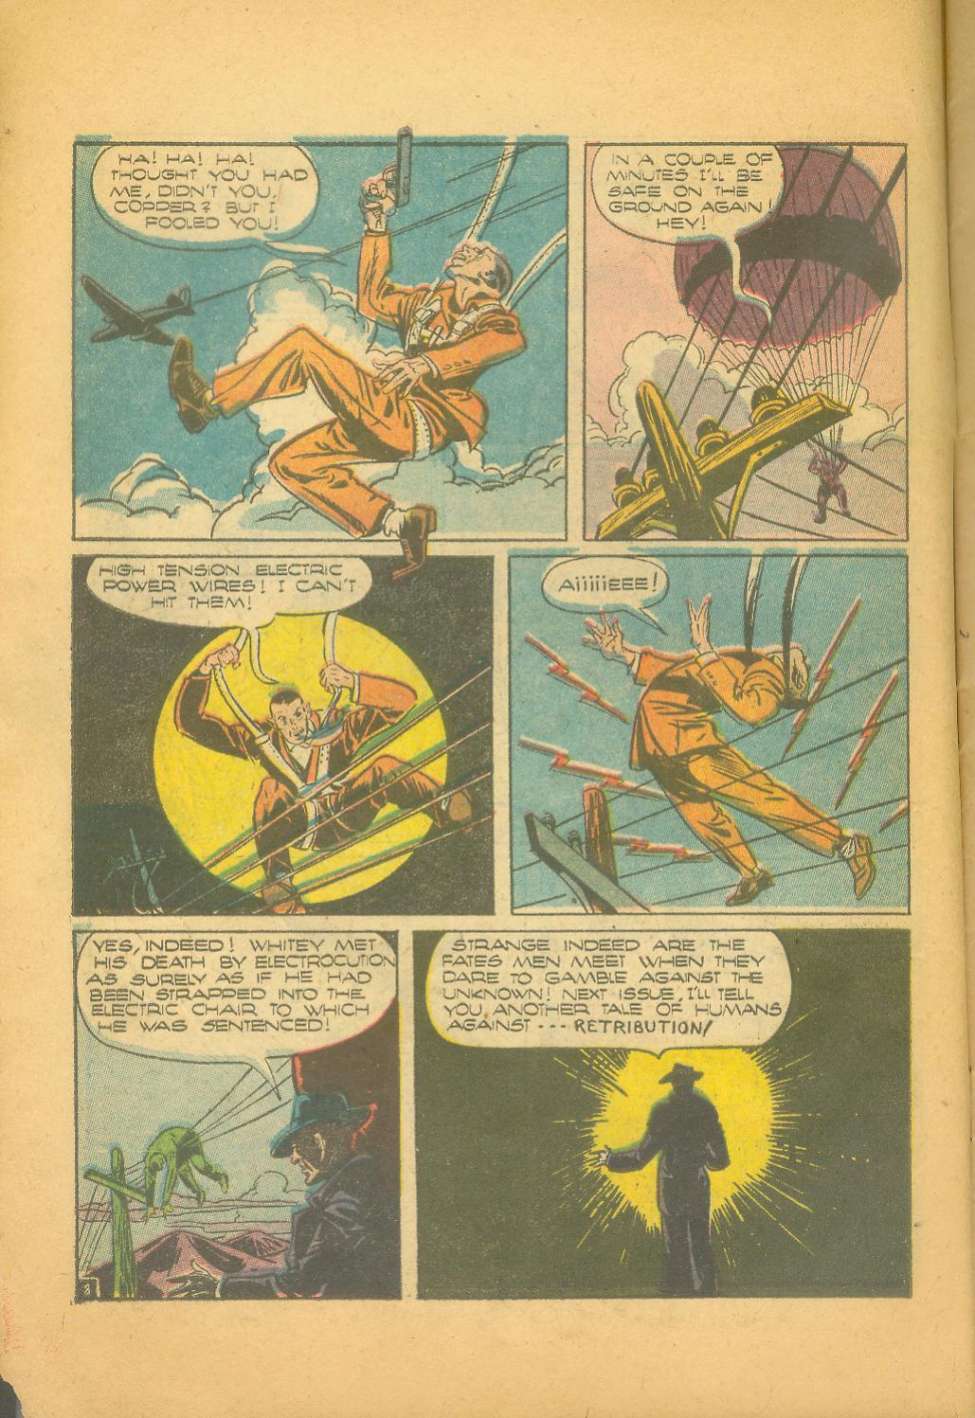 HA! HA! HA!
THOUGHT YOU HAD
ME, DIDN'T YOU,
COPPER? BUT I
FOOLED YOU!
IN A COUPLE OF
MINUTES I'LL BE
SAFE ON THE
GROUND AGAIN!
HEY!
HIGH TENSION ELECTRIC
POWER WIRES! I CAN'T
HIT THEM!
AiiiiiEEE!
YES, INDEED! WHITEY MET
HIS DEATH BY ELECTROCUTION
AS SURELY AS IF HE HAD
BEEN STRAPPED INTO THE
ELECTRIC CHAIR TO WHICH
HE WAS SENTENCED!
8
STRANGE INDEED ARE THE
FATES MEN MEET WHEN THEY
DARE TO GAMBLE AGAINST THE
UNKNOWN! NEXT ISSUE, I'LL TELL
YOU, ANOTHER TALE OF HUMANS
AGAINST --- RETRIBUTION!